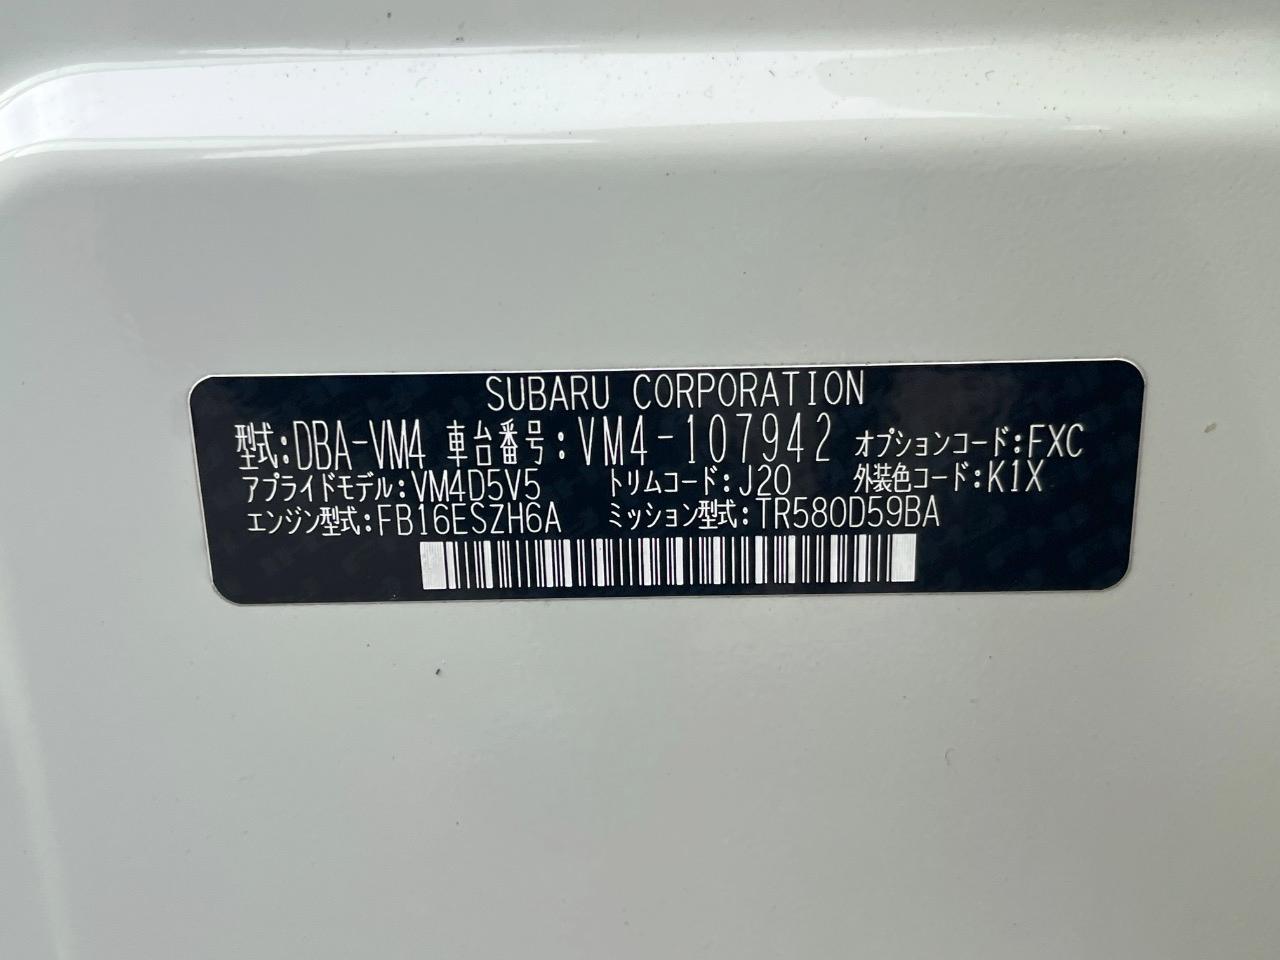 SUBARU CORPORATION
型式:DBA-VM4 車台番号:VM4-107942 オプションコード:FXC
アプライドモデル:VM4D5V5 トリムコード:J20 外装色コード:K1X
エンジン型式:FB16ESZH6A ミッション型式:TR580D59BA